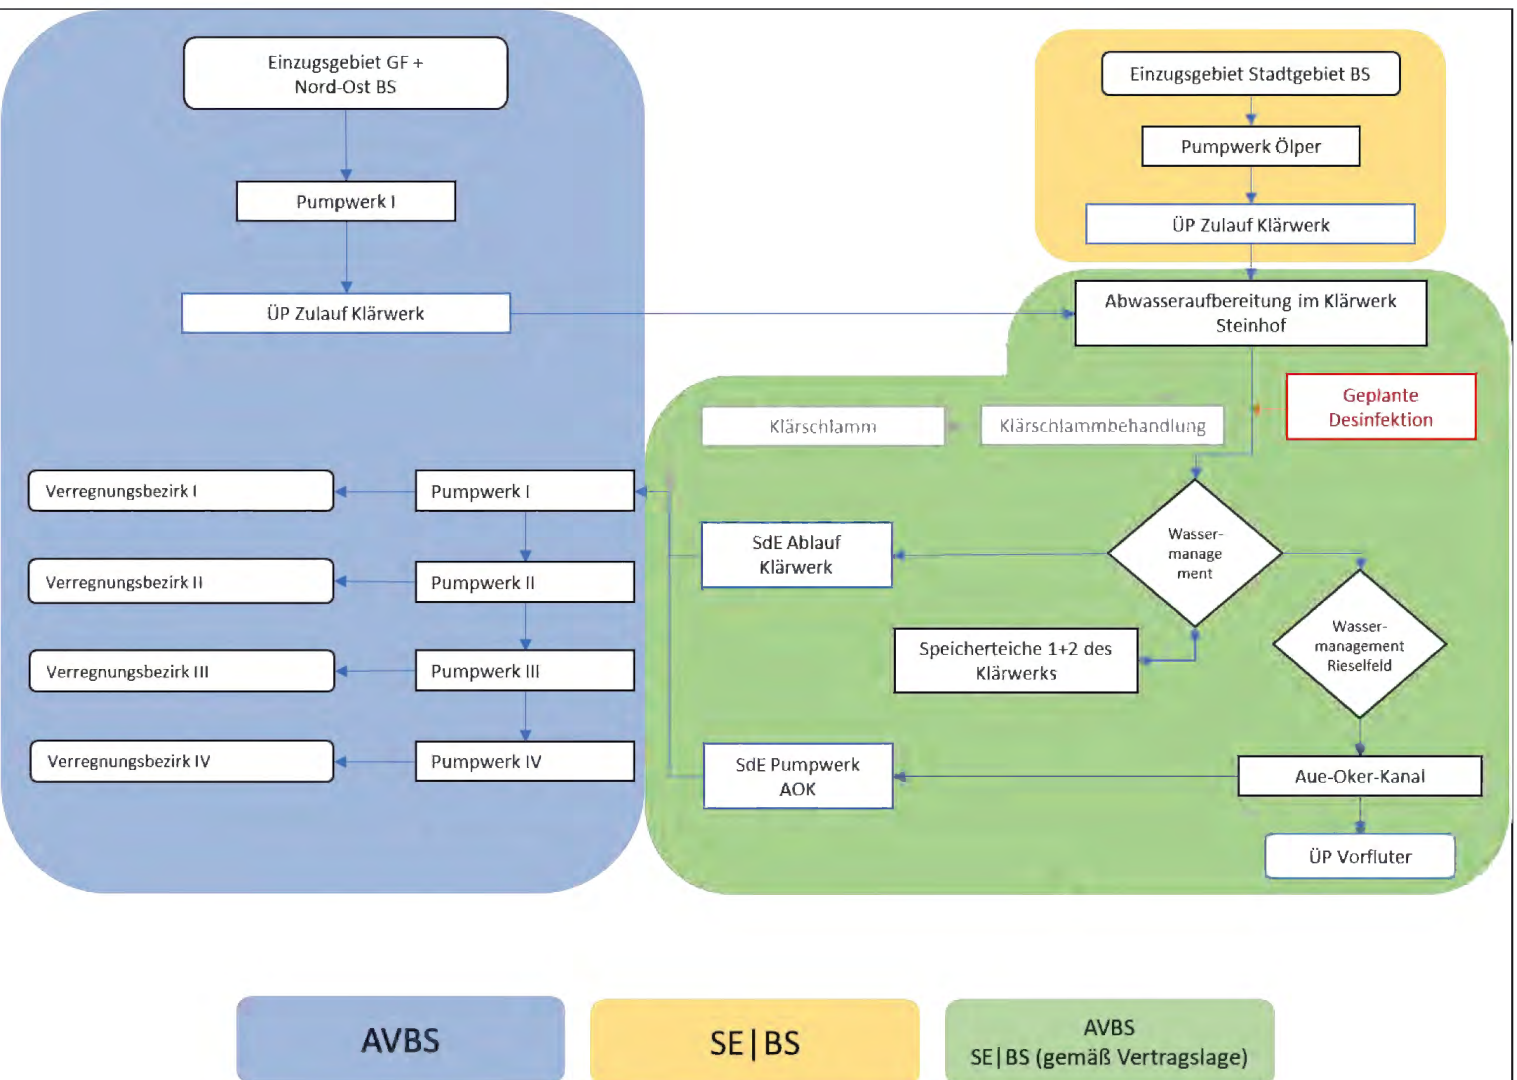 Einzugsgebiet GF +
Nord-Ost BS
Pumpwerk I
ÜP Zulauf Klärwerk
Einzugsgebiet Stadtgebiet BS
Pumpwerk Ölper
ÜP Zulauf Klärwerk
Abwasseraufbereitung im Klärwerk
Steinhof
Geplante
Desinfektion
Klärschlamm
Klärschlammbehandlung
Verregnungsbezirk I
Pumpwerk I
Verregnungsbezirk II
Pumpwerk II
Verregnungsbezirk III
Pumpwerk III
Verregnungsbezirk IV
Pumpwerk IV
SdE Ablauf
Klärwerk
Wasser-
manage
ment
Speicherteiche 1+2 des
Klärwerks
Wasser-
management
Rieselfeld
SdE Pumpwerk
AOK
Aue-Oker-Kanal
ÜP Vorfluter
AVBS
SE|BS
AVBS
SE|BS (gemäß Vertragslage)